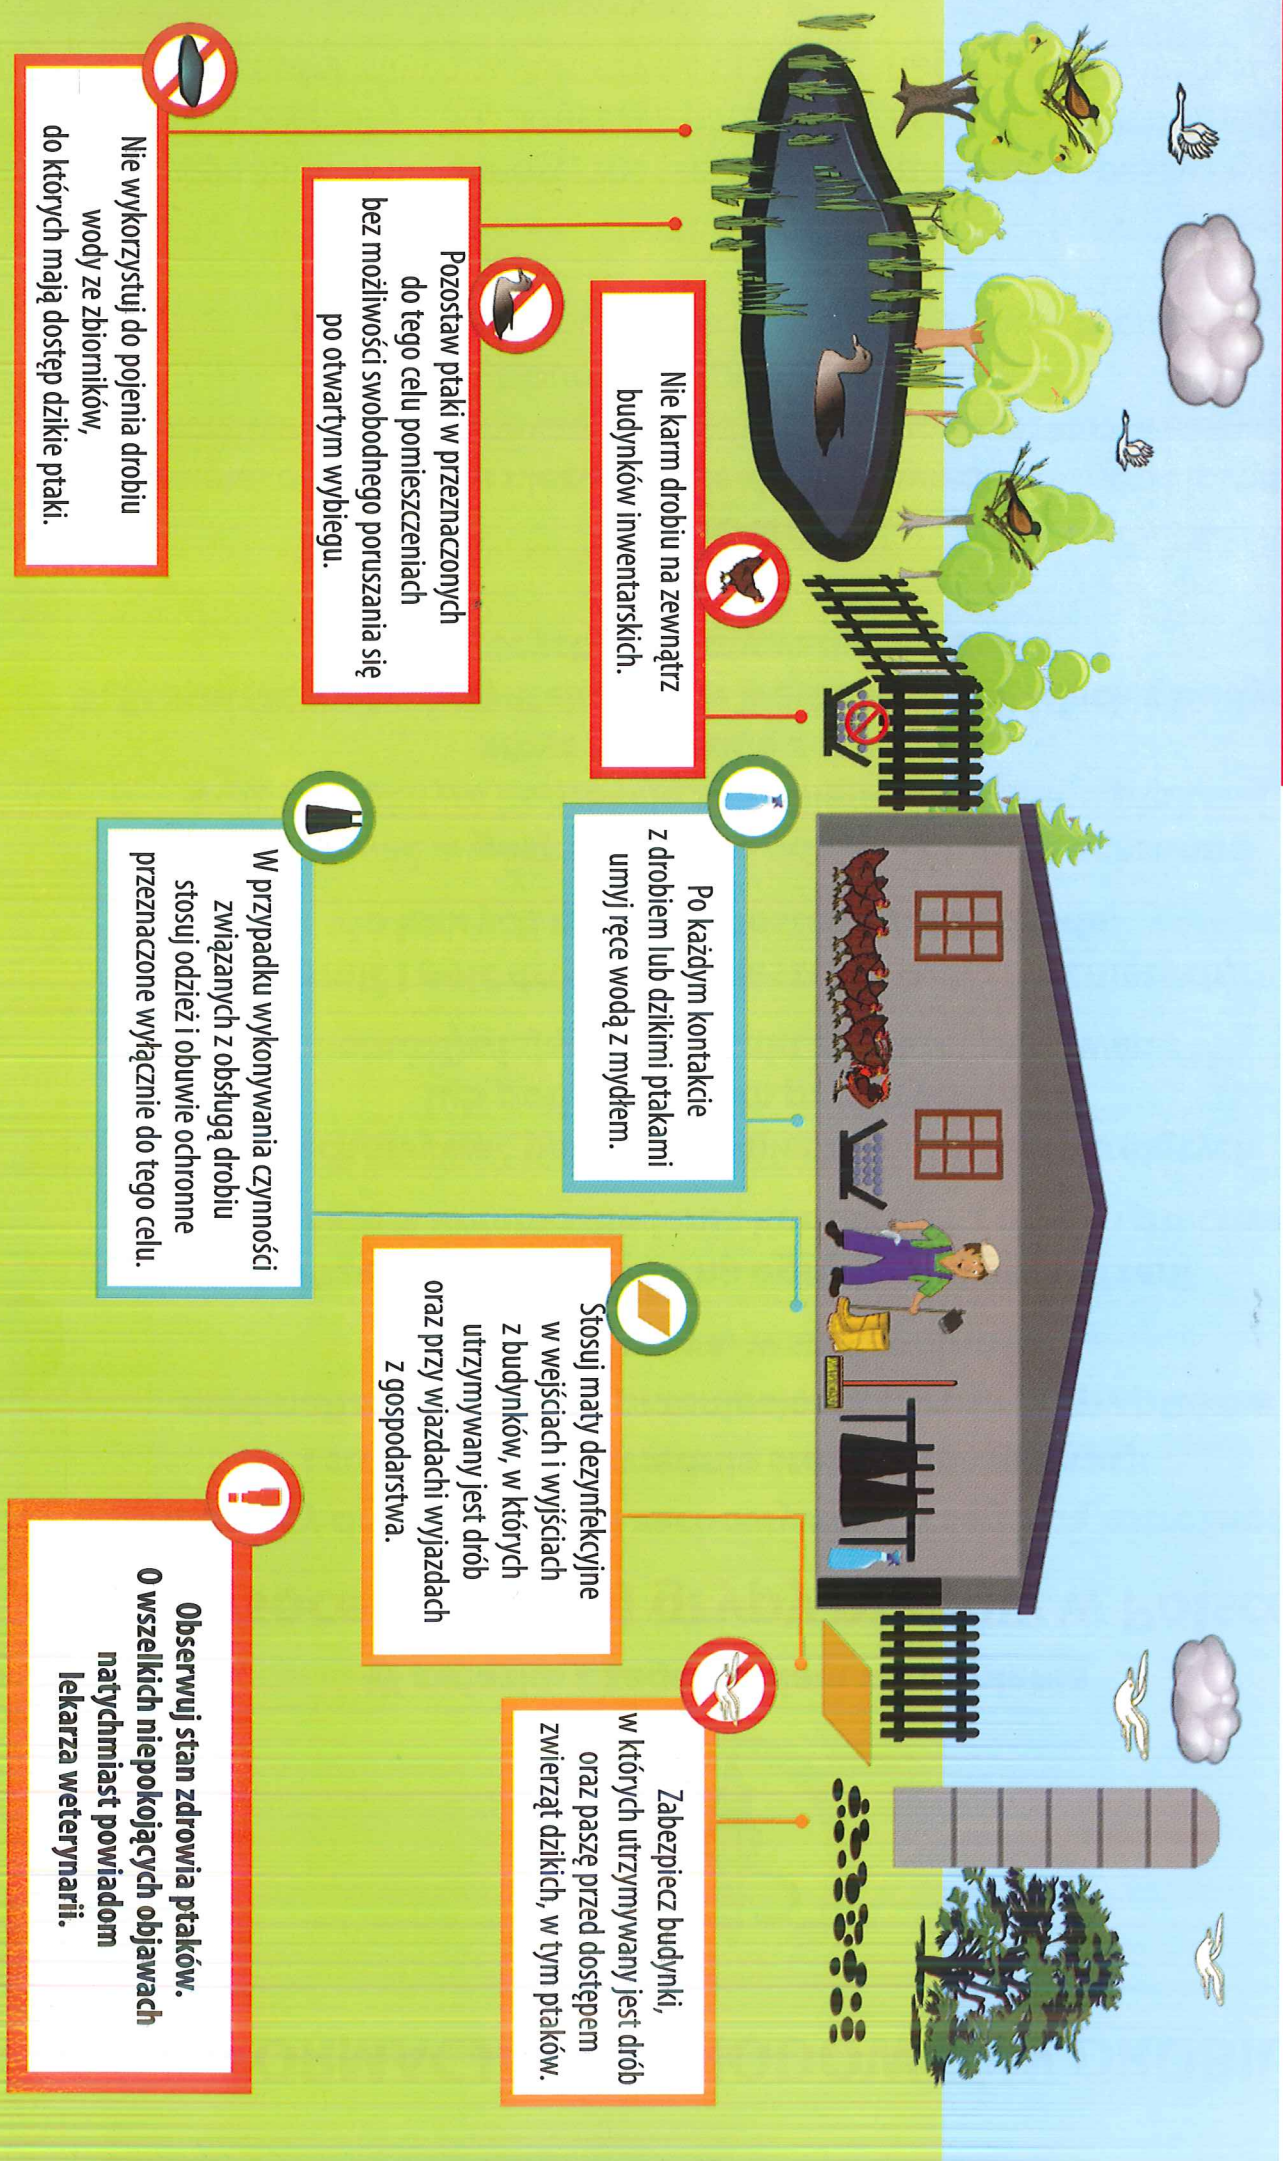 Nie wykorzystuj do pojenia drobiu
wody ze zbiorników,
do których mają dostęp dzikie ptaki.
Pozostaw ptaki w przeznaczonych
do tego celu pomieszczeniach
bez możliwości swobodnego poruszania się
po otwartym wybiegu.
Nie karm drobiu na zewnątrz
budynków inwentarskich.
Po każdym kontakcie
z drobiem lub dzikimi ptakami
umyj ręce wodą z mydłem.
W przypadku wykonywania czynności
związanych z obsługą drobiu
stosuj odzież i obuwie ochronne
przeznaczone wyłącznie do tego celu.
Stosuj maty dezynfekcyjne
w wejściach i wyjściach
z budynków, w których
utrzymywany jest drób
oraz przy wjazdach i wyjazdach
z gospodarstwa.
Zabezpiecz budynki,
w których utrzymywany jest drób
oraz paszę przed dostępem
zwierząt dzikich, w tym ptaków.
Obserwuj stan zdrowia ptaków.
O wszelkich niepokojących objawach
natychmiast powiadom
lekarza weterynarii.